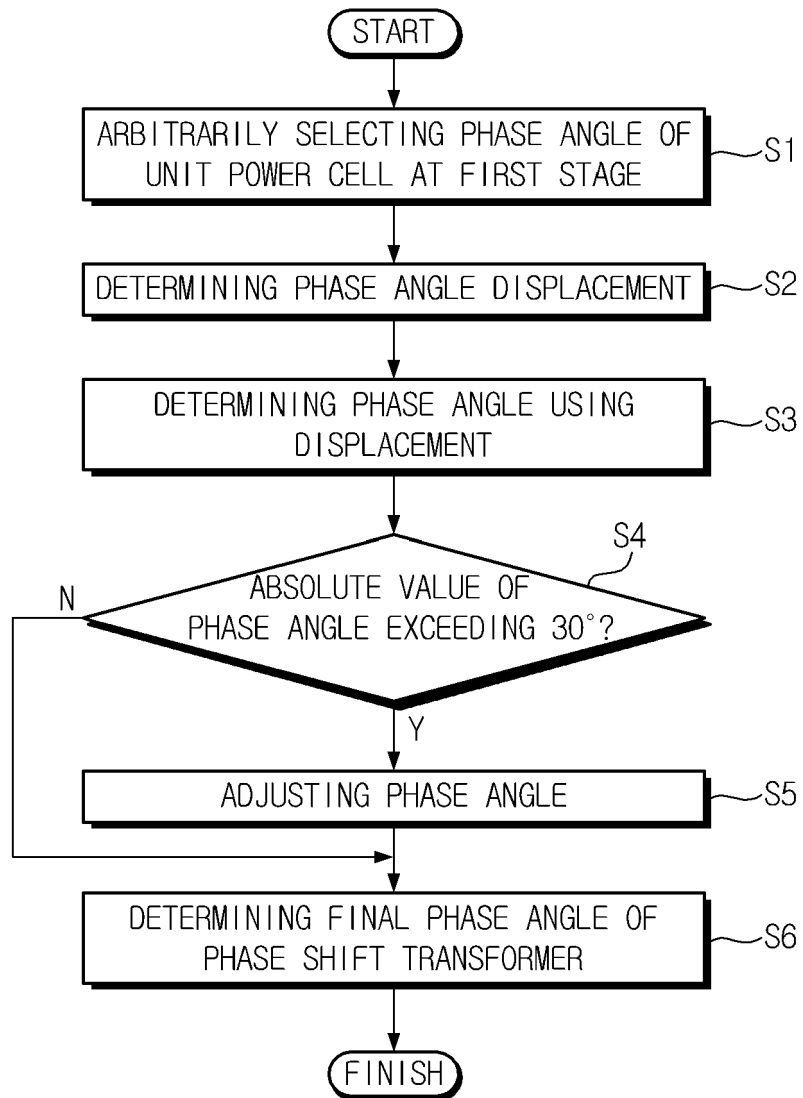 START
ARBITRARILY SELECTING PHASE ANGLE OF
UNIT POWER CELL AT FIRST STAGE
S1
DETERMINING PHASE ANGLE DISPLACEMENT
S2
DETERMINING PHASE ANGLE USING
DISPLACEMENT
S3
S4
N
ABSOLUTE VALUE OF
PHASE ANGLE EXCEEDING 30°?
Y
ADJUSTING PHASE ANGLE
S5
DETERMINING FINAL PHASE ANGLE OF
PHASE SHIFT TRANSFORMER
S6
FINISH